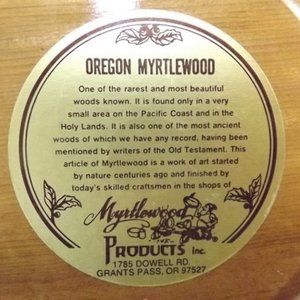 OREGON MYRTLEWOOD
One of the rarest and most beautiful
woods known. It is found only in a very
small area on the Pacific Coast and in the
Holy Lands. It is also one of the most ancient
woods of which we have any record, having been
mentioned by writers of the Old Testament. This
article of Myrtlewood is a work of art started
by nature centuries ago and finished by
today's skilled craftsmen in the shops of
Myrtlewood
PRODUCTS Inc.
1785 DOWELL RD.
GRANTS PASS, OR 97527